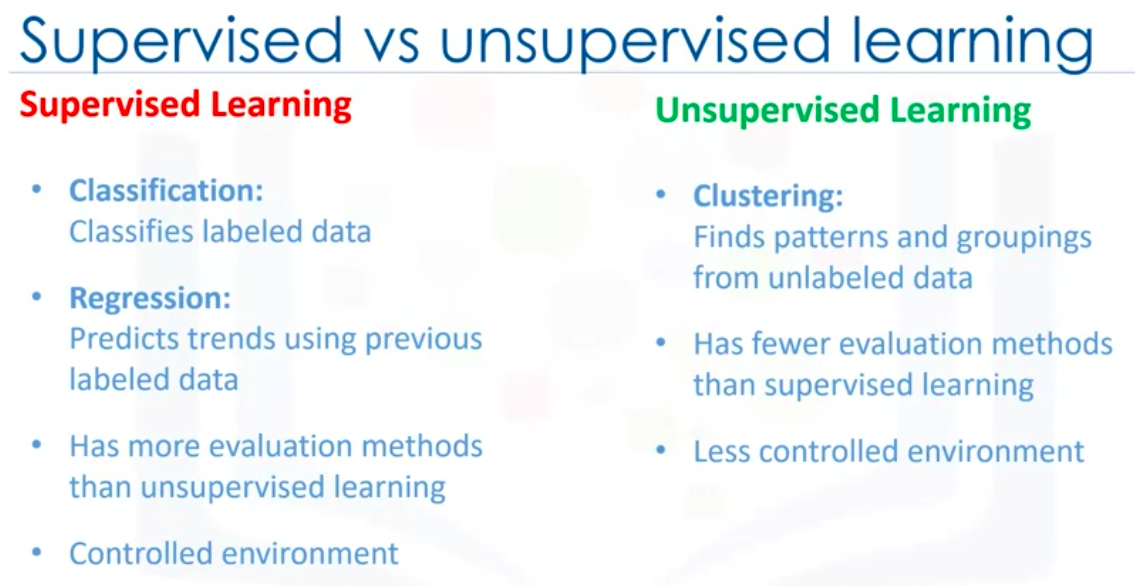 Supervised vs unsupervised learning
Supervised Learning
• Classification:
Classifies labeled data
• Regression:
Predicts trends using previous
labeled data
• Has more evaluation methods
than unsupervised learning
• Controlled environment
Unsupervised Learning
• Clustering:
Finds patterns and groupings
from unlabeled data
• Has fewer evaluation methods
than supervised learning
• Less controlled environment